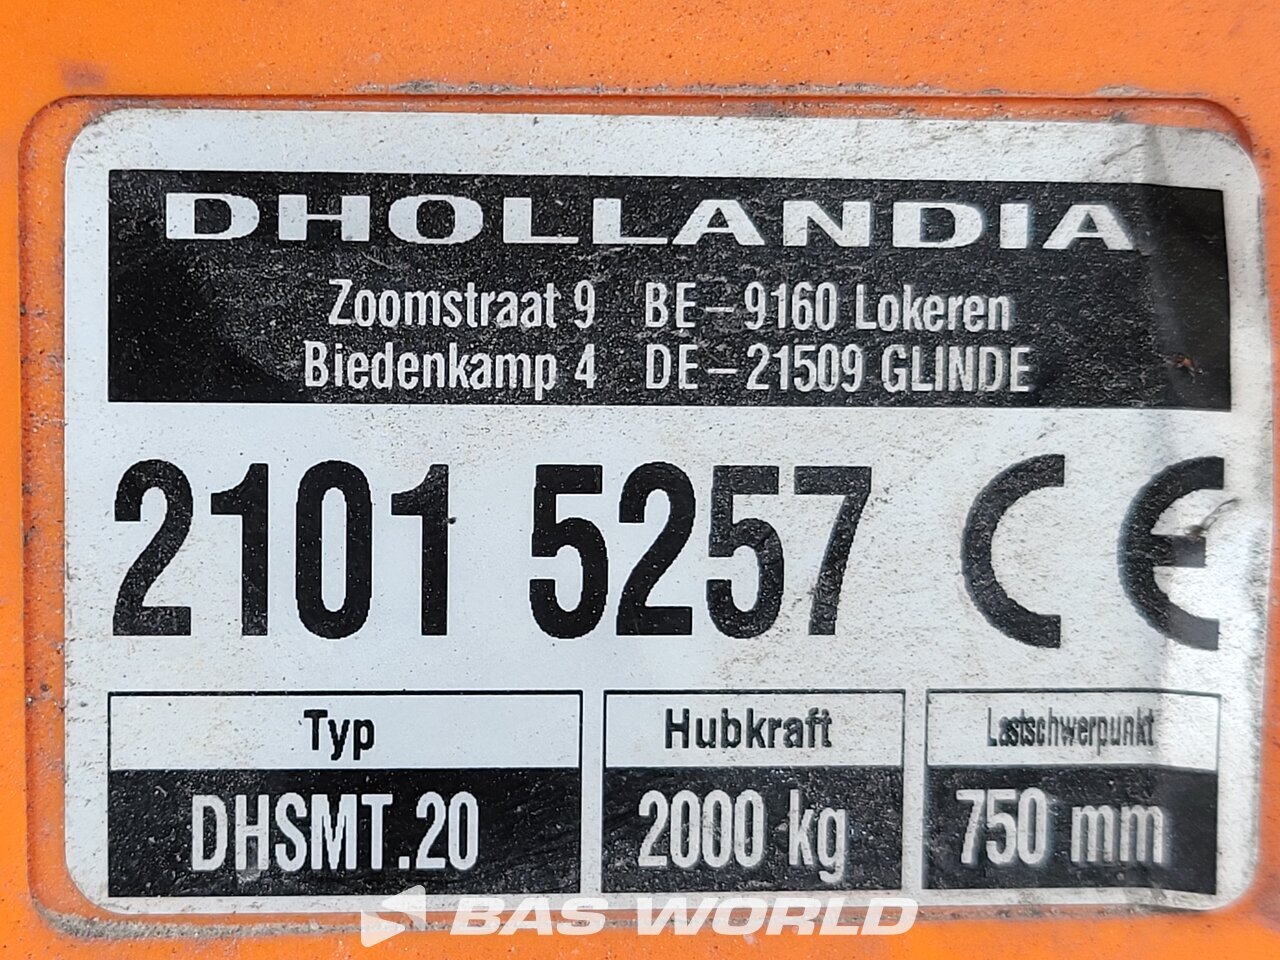 DHOLLANDIA
Zoomstraat 9 BE-9160 Lokeren
Biedenkamp 4 DE-21509 GLINDE
2101 5257 CE
Typ Hubkraft Lastschwerpunkt
DHSMT.20 2000 kg 750 mm
BAS WORLD